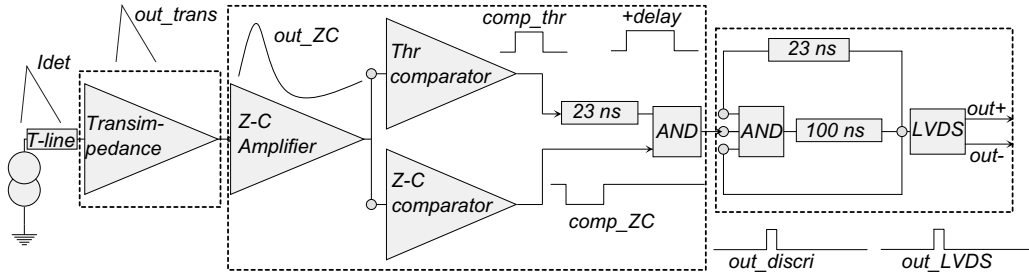 out_trans
Idet
T-line
Transim-
pedance
out_ZC
Z-C
Amplifier
Thr
comparator
comp_thr
+delay
23 ns
AND
Z-C
comparator
comp_ZC
23 ns
AND
100 ns
LVDS
out+
out-
out_discri
out_LVDS